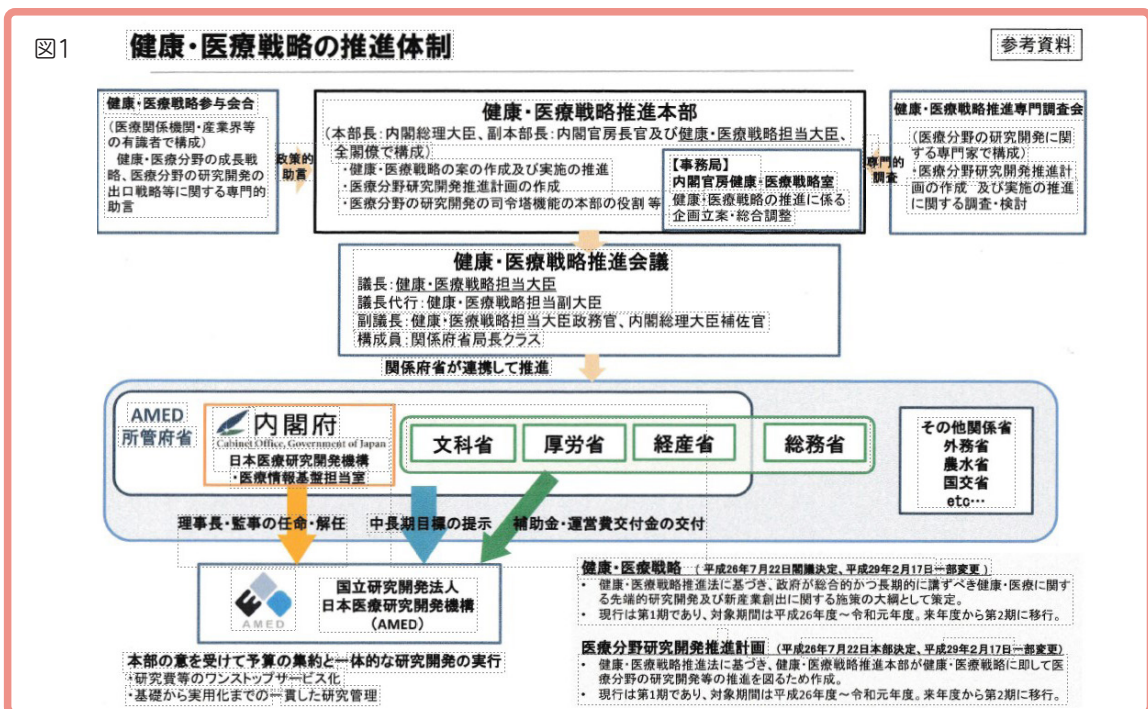 図1
健康・医療戦略の推進体制
参考資料
健康・医療戦略参与会合
(医療関係機関・産業界等
の有識者で構成)
健康・医療分野の成長戦
略、医療分野の研究開発の
出口戦略等に関する専門的
助言
政策的
助言
健康・医療戦略推進本部
(本部長:内閣総理大臣、副本部長:内閣官房長官及び健康・医療戦略担当大臣、
全閣僚で構成)
・健康・医療戦略の案の作成及び実施の推進
・医療分野研究開発推進計画の作成
・医療分野の研究開発の司令塔機能の本部の役割 等
【事務局】
内閣官房健康・医療戦略室
健康・医療戦略の推進に係る
企画立案・総合調整
専門的
調査
健康・医療戦略推進専門調査会
(医療分野の研究開発に関
する専門家で構成)
・医療分野研究開発推進計
画の作成 及び実施の推進
に関する調査・検討
健康・医療戦略推進会議
議長:健康・医療戦略担当大臣
議長代行:健康・医療戦略担当副大臣
副議長:健康・医療戦略担当大臣政務官、内閣総理大臣補佐官
構成員:関係府省局長クラス
関係府省が連携して推進
AMED
所管府省
内閣府
Cabinet Office, Government of Japan
日本医療研究開発機構
・医療情報基盤担当室
文科省
厚労省
経産省
総務省
その他関係省
外務省
農水省
国交省
etc…
理事長・監事の任命・解任
中長期目標の提示
補助金・運営費交付金の交付
AMED
国立研究開発法人
日本医療研究開発機構
(AMED)
本部の意を受けて予算の集約と一体的な研究開発の実行
・研究費等のワンストップサービス化
・基礎から実用化までの一貫した研究管理
健康・医療戦略 (平成26年7月22日閣議決定、平成29年2月17日一部変更)
・ 健康・医療戦略推進法に基づき、政府が総合的かつ長期的に講ずべき健康・医療に関す
る先端的研究開発及び新産業創出に関する施策の大綱として策定。
・ 現行は第1期であり、対象期間は平成26年度~令和元年度。来年度から第2期に移行。
医療分野研究開発推進計画 (平成26年7月22日本部決定、平成29年2月17日一部変更)
・ 健康・医療戦略推進法に基づき、健康・医療戦略推進本部が健康・医療戦略に即して医
療分野の研究開発等の推進を図るため作成。
・ 現行は第1期であり、対象期間は平成26年度~令和元年度。来年度から第2期に移行。